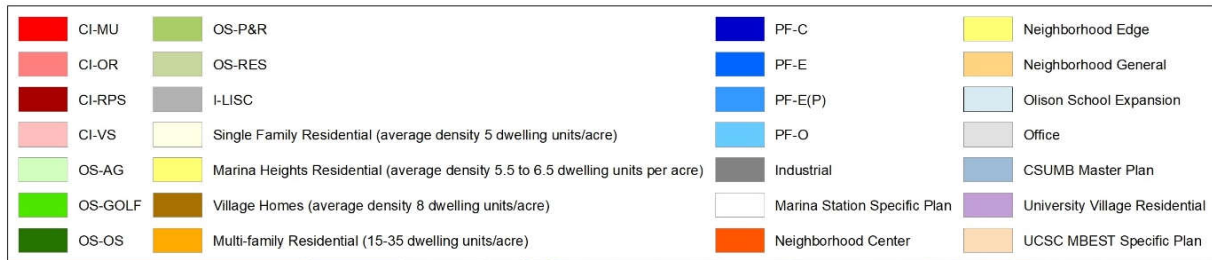 CI-MU
CI-OR
CI-RPS
CI-VS
OS-AG
OS-GOLF
OS-OS
OS-P&R
OS-RES
I-LISC
Single Family Residential (average density 5 dwelling units/acre)
Marina Heights Residential (average density 5.5 to 6.5 dwelling units per acre)
Village Homes (average density 8 dwelling units/acre)
Multi-family Residential (15-35 dwelling units/acre)
PF-C
PF-E
PF-E(P)
PF-O
Industrial
Marina Station Specific Plan
Neighborhood Center
Neighborhood Edge
Neighborhood General
Olison School Expansion
Office
CSUMB Master Plan
University Village Residential
UCSC MBEST Specific Plan